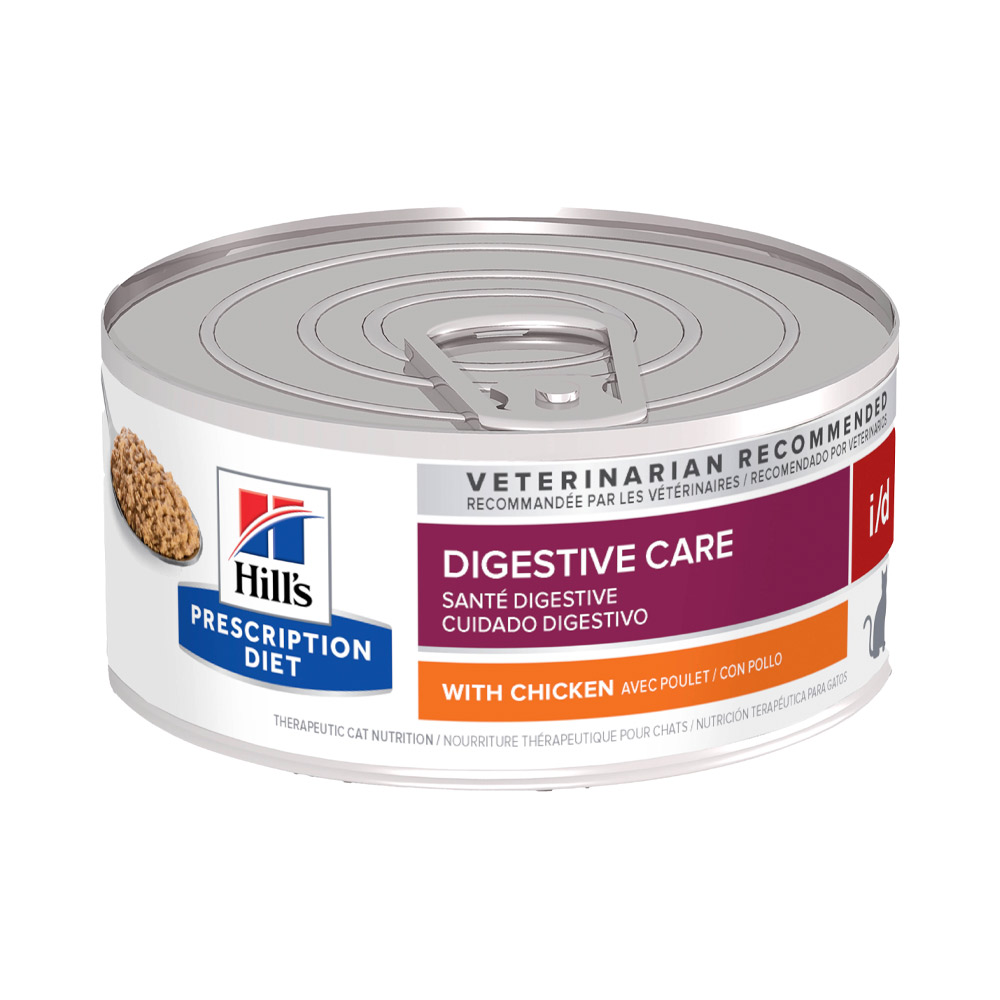 VETERINARIAN RECOMMENDED
RECOMMANDÉE PAR LES VÉTÉRINAIRES / RECOMENDADO POR VETERINARIOS
i/d
DIGESTIVE CARE
SANTÉ DIGESTIVE
CUIDADO DIGESTIVO
Hill's
PRESCRIPTION
DIET
WITH CHICKEN AVEC POULET / CON POLLO
THERAPEUTIC CAT NUTRITION / NOURRITURE THÉRAPEUTIQUE POUR CHATS / NUTRICIÓN TERAPÉUTICA PARA GATOS